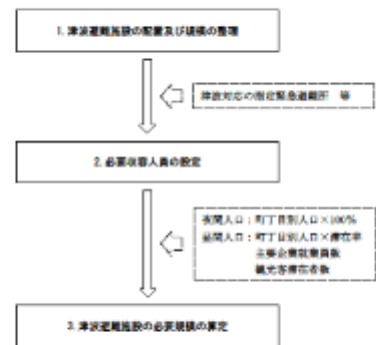 1. 津波避難施設の配置及び規模の整理
津波対応の指定緊急避難所　等
2. 必要収容人員の設定
夜間人口：町丁目別人口×100%
昼間人口：町丁目別人口×滞在率
主要企業就業員数
観光客滞在者数
3. 津波避難施設の必要規模の算定